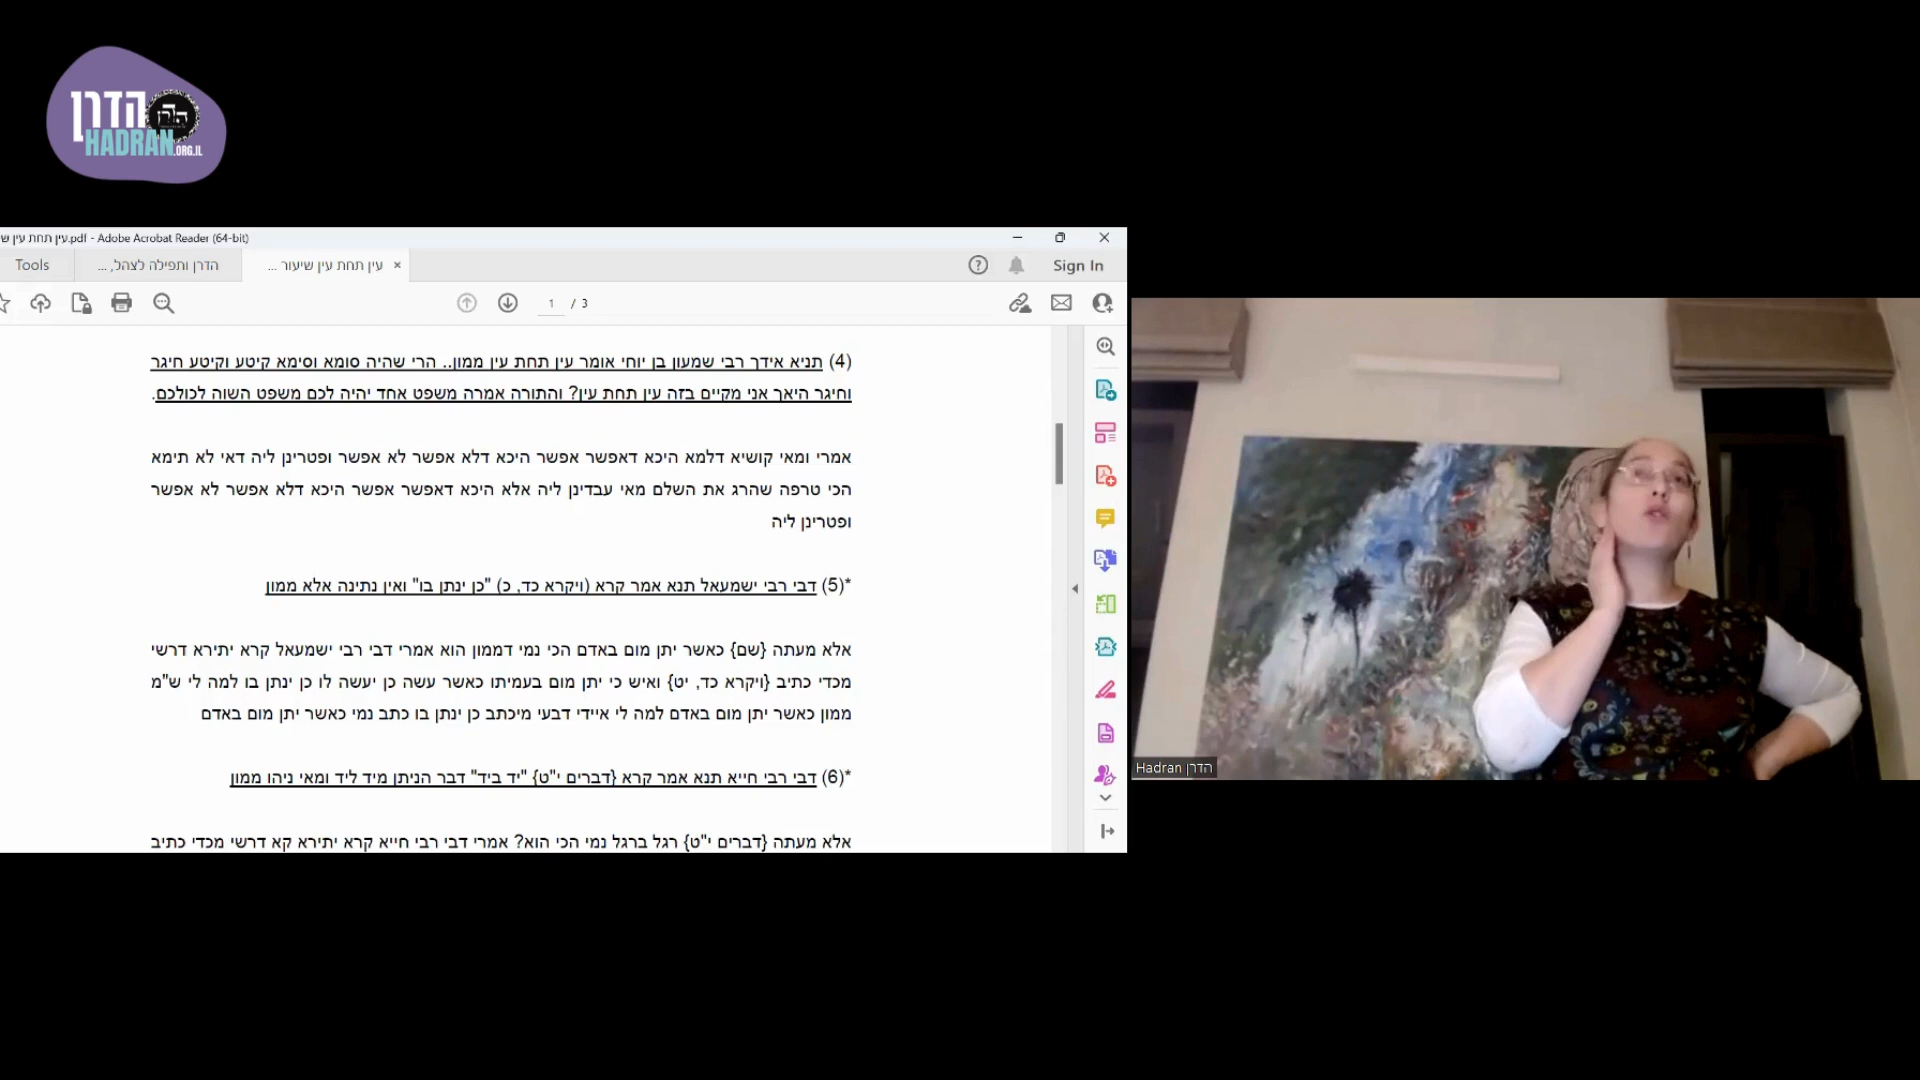 הדרן
HADRAN.ORG.IL
עין תחת עין ש.pdf - Adobe Acrobat Reader (64-bit)
Tools
הדרן ותפילה לצהל, ...
עין תחת עין שיעור ...
Sign In
1 / 3
(4) תניא אידך רבי שמעון בן יוחי אומר עין תחת עין ממון.. הרי שהיה סומא וסימא קיטע וקיטע חיגר
וחיגר היאך אני מקיים בזה עין תחת עין? והתורה אמרה משפט אחד יהיה לכם משפט השוה לכולכם.
אמרי ומאי קושיא דלמא היכא דאפשר אפשר היכא דלא אפשר לא אפשר ופטרינן ליה דאי לא תימא
הכי טרפה שהרג את השלם מאי עבדינן ליה אלא היכא דאפשר אפשר היכא דלא אפשר לא אפשר
ופטרינן ליה
*(5) דבי רבי ישמעאל תנא אמר קרא (ויקרא כד, כ) "כן ינתן בו" ואין נתינה אלא ממון
אלא מעתה {שם} כאשר יתן מום באדם הכי נמי דממון הוא אמרי דבי רבי ישמעאל קרא יתירא דרשי
מכדי כתיב {ויקרא כד, יט} ואיש כי יתן מום בעמיתו כאשר עשה כן יעשה לו כן ינתן בו למה לי ש"מ
ממון כאשר יתן מום באדם למה לי איידי דבעי מיכתב כן ינתן בו כתב נמי כאשר יתן מום באדם
*(6) דבי רבי חייא תנא אמר קרא {דברים י"ט} "יד ביד" דבר הניתן מיד ליד ומאי ניהו ממון
אלא מעתה {דברים י"ט} רגל ברגל נמי הכי הוא? אמרי דבי רבי חייא קרא יתירא קא דרשי מכדי כתיב
Hadran הדרן